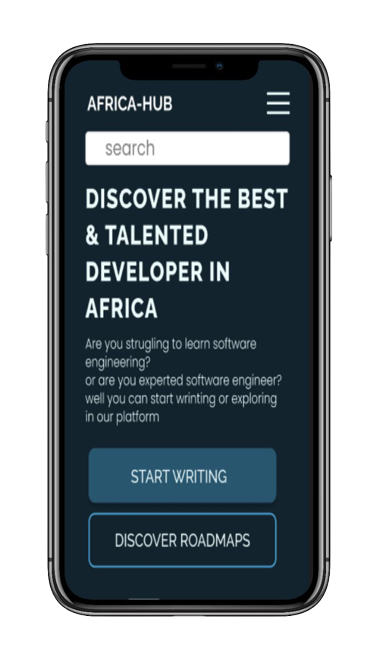 AFRICA-HUB
search
DISCOVER THE BEST
& TALENTED
DEVELOPER IN
AFRICA
Are you strugling to learn software
engineering?
or are you experted software engineer?
well you can start wrinting or exploring
in our platform
START WRITING
DISCOVER ROADMAPS